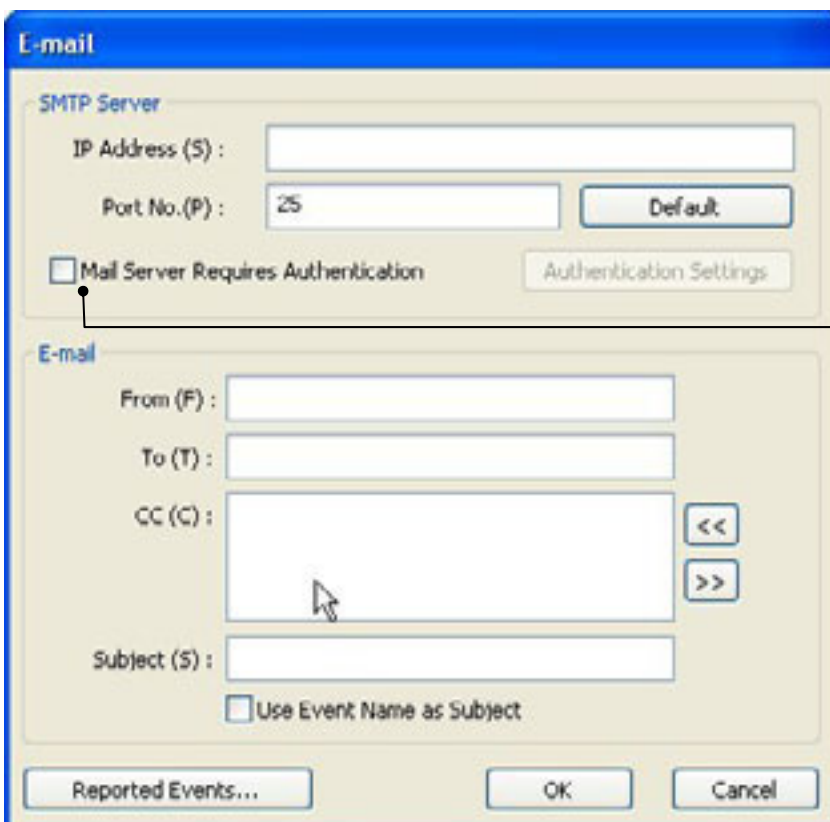 E-mail
SMTP Server
IP Address (S) :
Port No.(P) : 25 Default
Mail Server Requires Authentication Authentication Settings
E-mail
From (F) :
To (T) :
CC (C) :
<<
>>
Subject (S) :
Use Event Name as Subject
Reported Events... OK Cancel